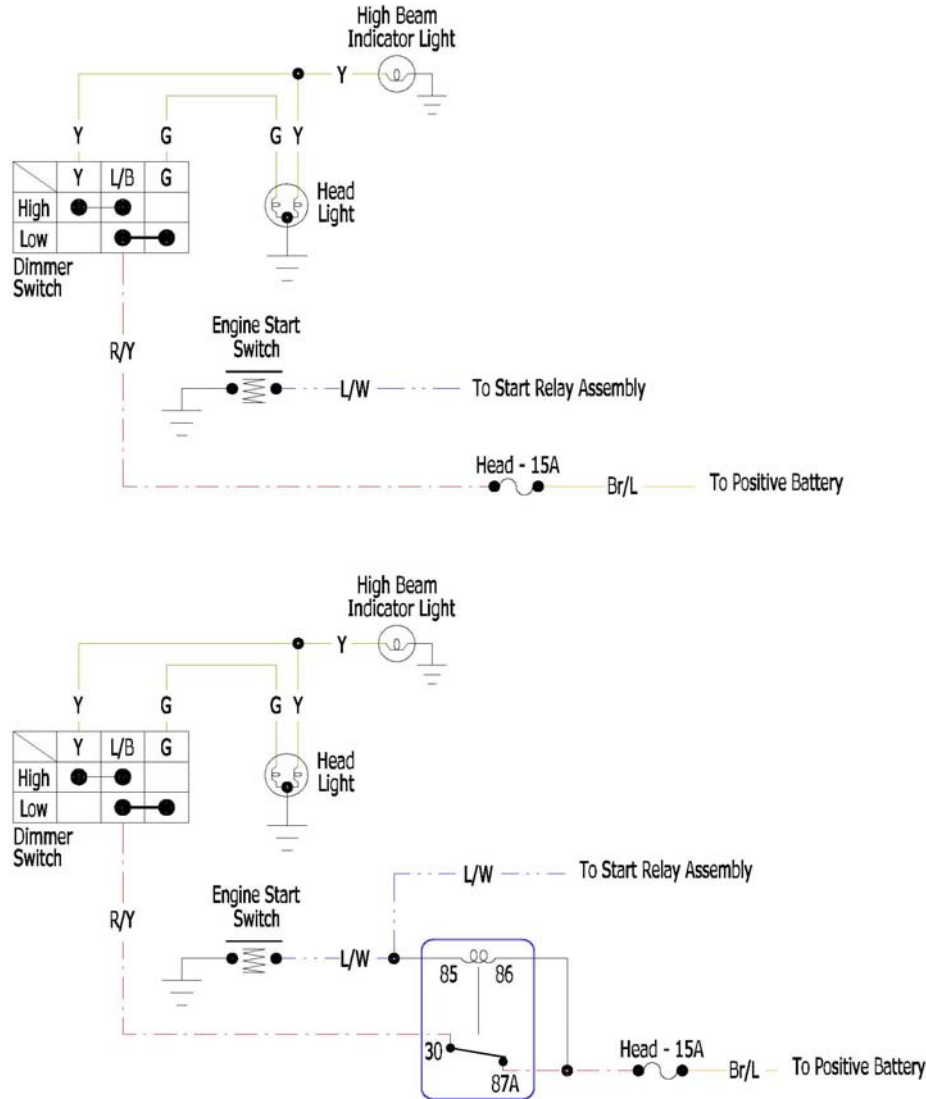 High Beam
Indicator Light
Y
Y
G
G
Y
Y
L/B
G
High
Low
Dimmer
Switch
Head
Light
R/Y
Engine Start
Switch
L/W
To Start Relay Assembly
Head - 15A
Br/L
To Positive Battery
High Beam
Indicator Light
Y
Y
G
G
Y
Y
L/B
G
High
Low
Dimmer
Switch
Head
Light
R/Y
Engine Start
Switch
L/W
To Start Relay Assembly
L/W
85
86
30
87A
Head - 15A
Br/L
To Positive Battery